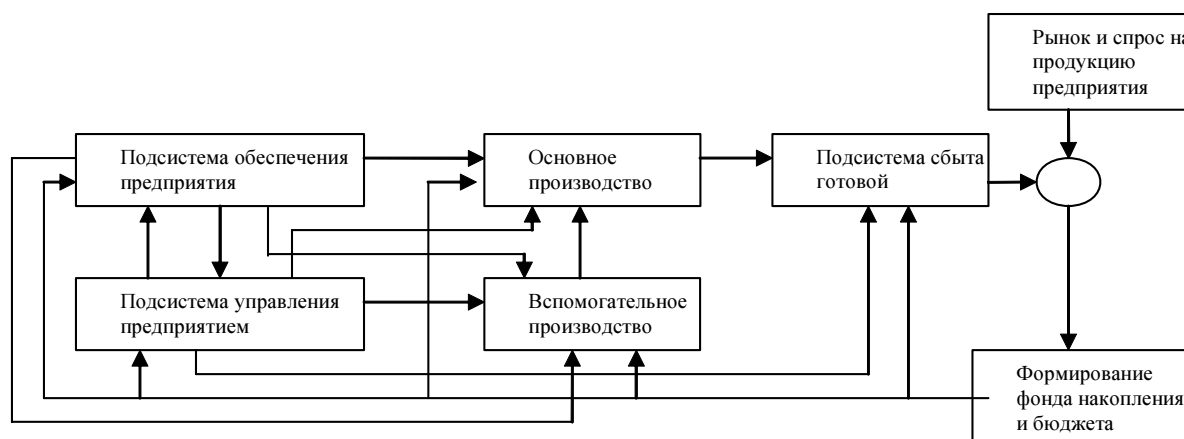 Рынок и спрос на
продукцию
предприятия
Подсистема обеспечения
предприятия
Основное
производство
Подсистема сбыта
готовой
Подсистема управления
предприятием
Вспомогательное
производство
Формирование
фонда накопления
и бюджета